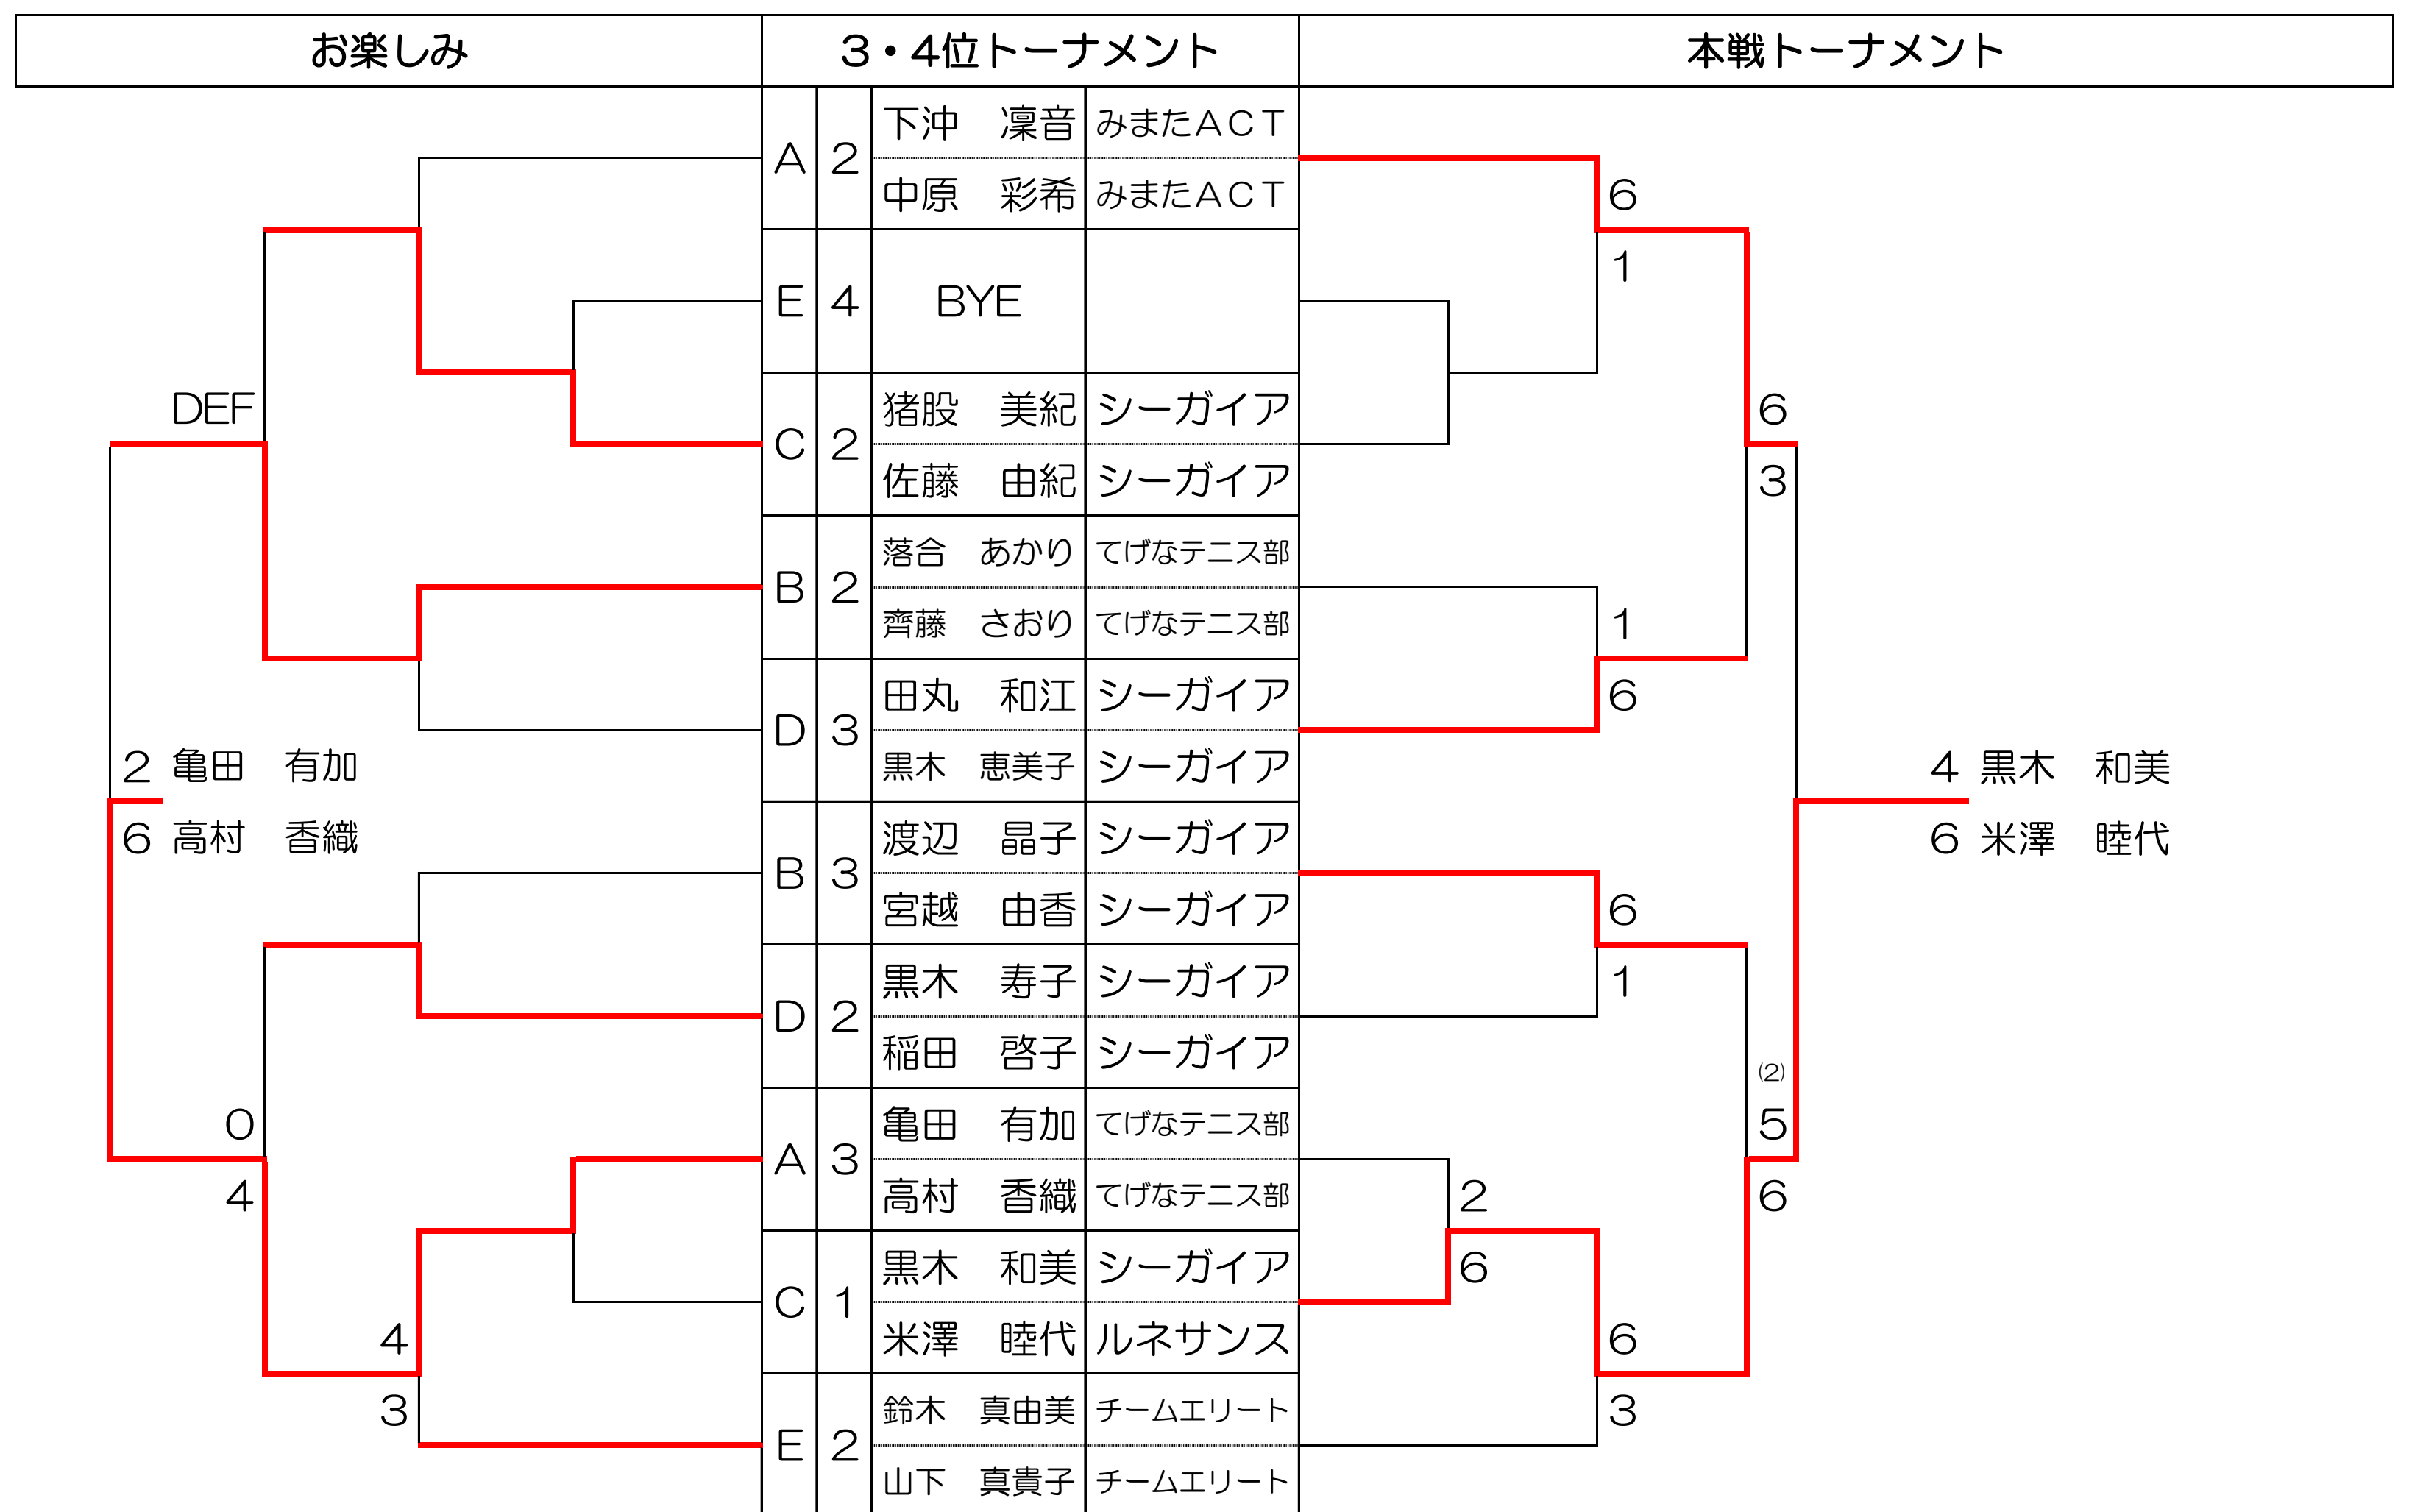 お楽しみ 3・4位トーナメント 本戦トーナメント
A 2 下沖 凜音 みまたACT
中原 彩希 みまたACT
6
1
E 4 BYE
DEF
C 2 猪股 美紀 シーガイア
佐藤 由紀 シーガイア
6
3
B 2 落合 あかり てげなテニス部
齊藤 さおり てげなテニス部
1
6
D 3 田丸 和江 シーガイア
黒木 恵美子 シーガイア
2 亀田 有加
6 高村 香織
4 黒木 和美
6 米澤 睦代
B 3 渡辺 晶子 シーガイア
宮越 由香 シーガイア
6
1
D 2 黒木 寿子 シーガイア
稲田 啓子 シーガイア
(2)
5
6
0
4
A 3 亀田 有加 てげなテニス部
高村 香織 てげなテニス部
2
6
C 1 黒木 和美 シーガイア
米澤 睦代 ルネサンス
4
3
6
3
E 2 鈴木 真由美 チームエリート
山下 真貴子 チームエリート